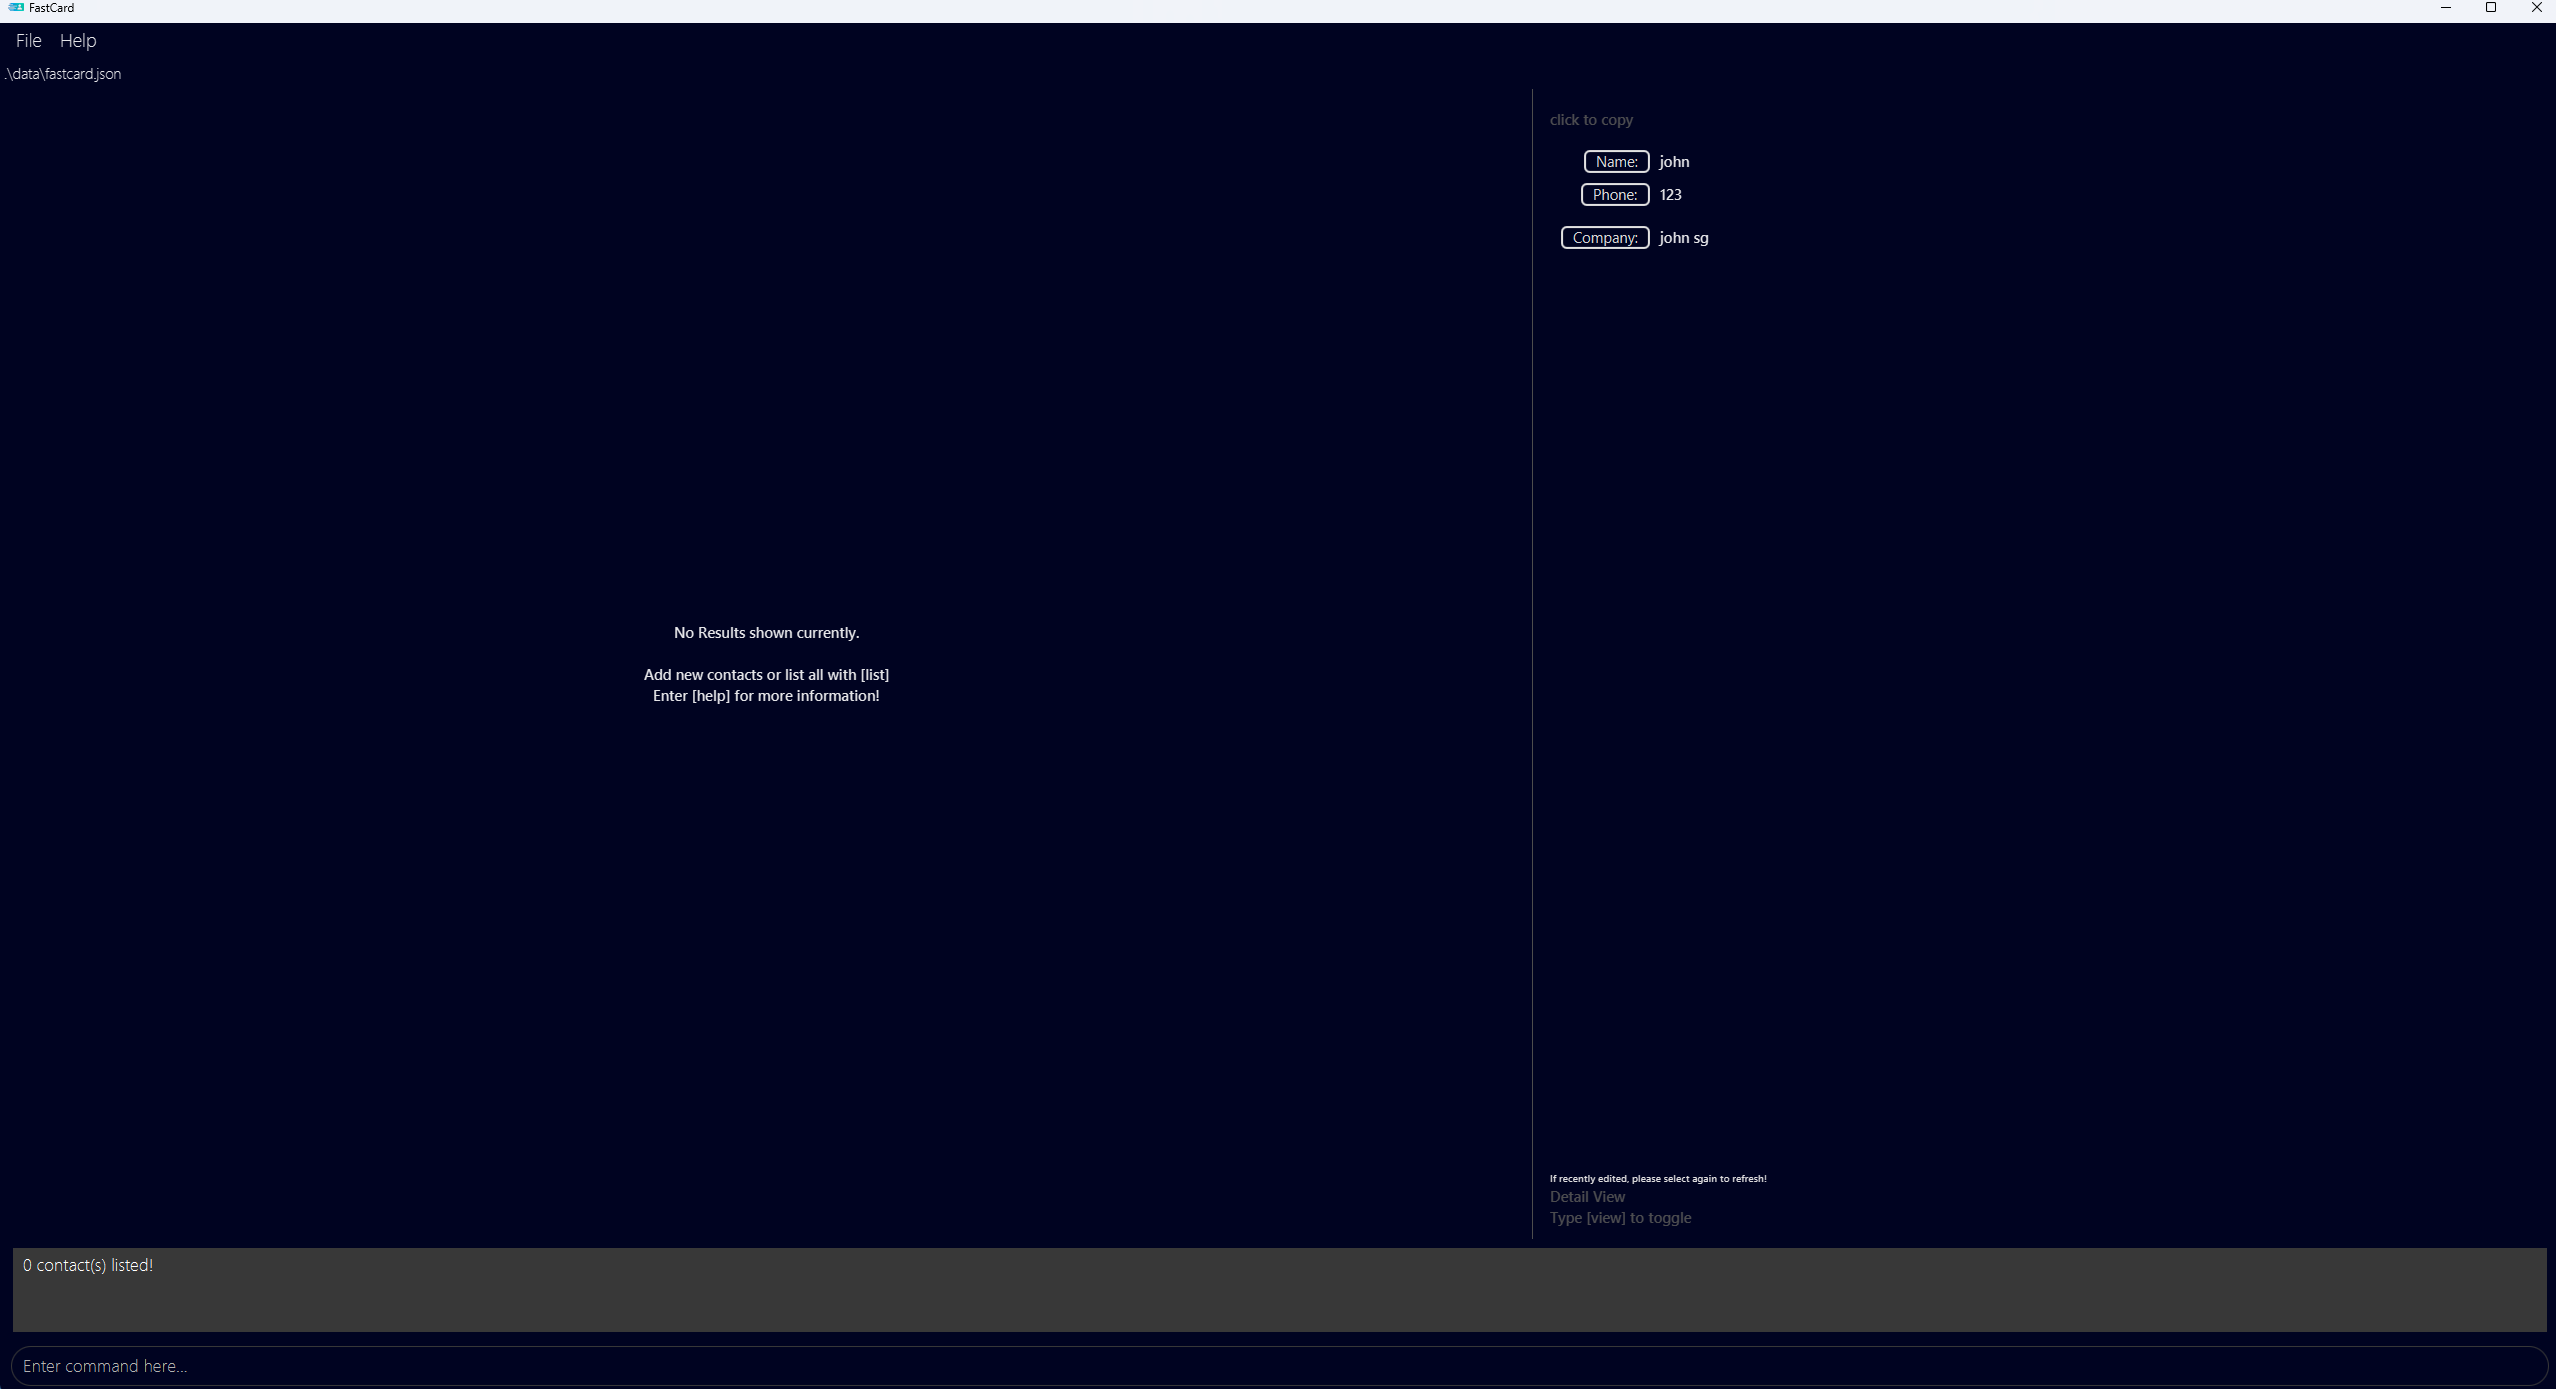 FastCard
File Help
.\data\fastcard.json
click to copy
Name: john
Phone: 123
Company: john sg
No Results shown currently.
Add new contacts or list all with [list]
Enter [help] for more information!
If recently edited, please select again to refresh!
Detail View
Type [view] to toggle
0 contact(s) listed!
Enter command here...